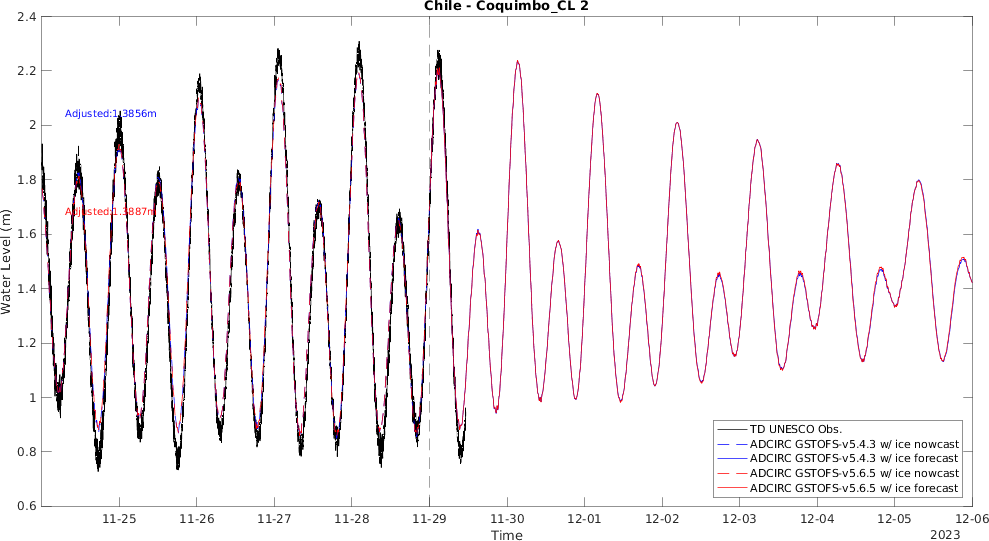 Chile - Coquimbo_CL 2
2.4
2.2
2
1.8
1.6
1.4
1.2
1
0.8
0.6
Water Level (m)
Adjusted:1.3856m
Adjusted:1.3887m
TD UNESCO Obs.
ADCIRC GSTOFS-v5.4.3 w/ ice nowcast
ADCIRC GSTOFS-v5.4.3 w/ ice forecast
ADCIRC GSTOFS-v5.6.5 w/ ice nowcast
ADCIRC GSTOFS-v5.6.5 w/ ice forecast
11-25 11-26 11-27 11-28 11-29 11-30 12-01 12-02 12-03 12-04 12-05 12-06
Time
2023